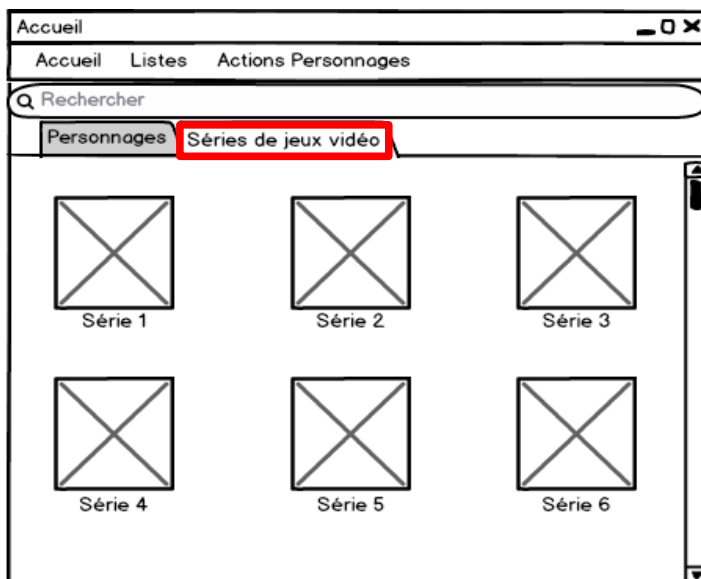 Accueil
Accueil Listes Actions Personnages
Rechercher
Personnages Séries de jeux vidéo
Série 1 Série 2 Série 3
Série 4 Série 5 Série 6